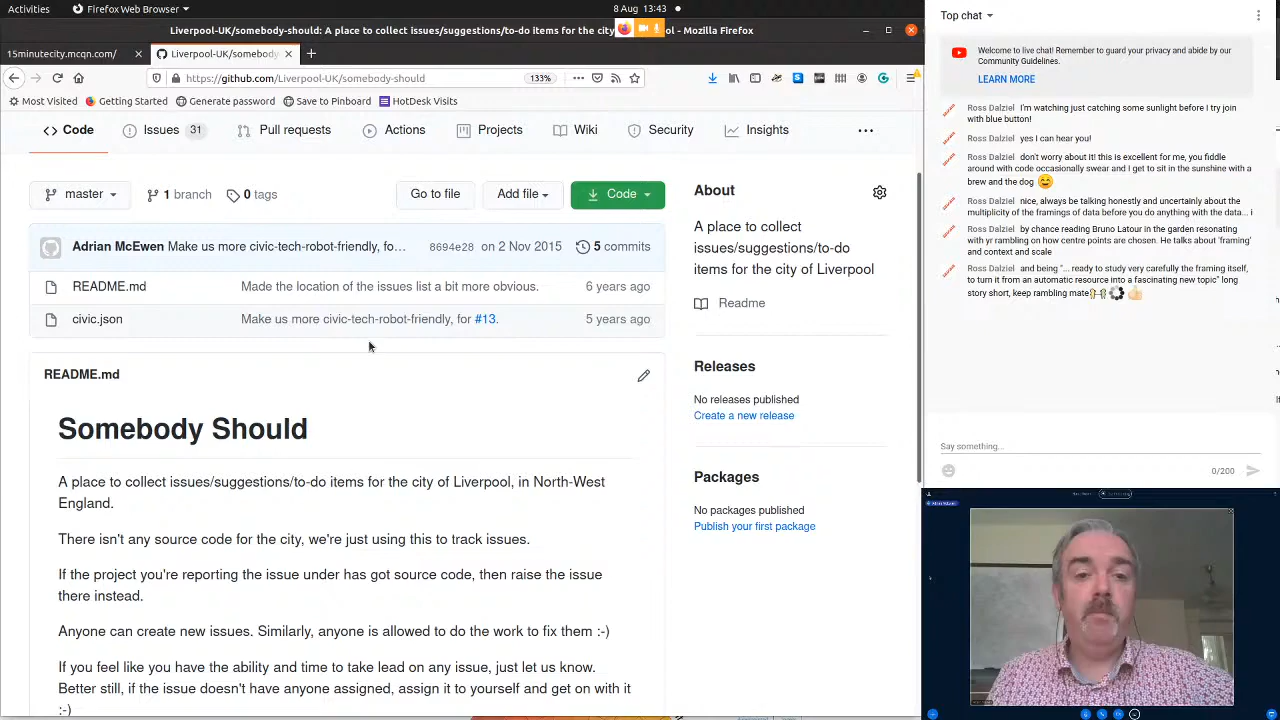 Activities
Firefox Web Browser
8 Aug 13:43
Liverpool-UK/somebody-should: A place to collect issues/suggestions/to-do items for the city
ol - Mozilla Firefox
15minutecity.mcqn.com/
Liverpool-UK/somebody-
https://github.com/Liverpool-UK/somebody-should
133%
Most Visited
Getting Started
Generate password
Save to Pinboard
HotDesk Visits
Code
Issues 31
Pull requests
Actions
Projects
Wiki
Security
Insights
master
1 branch
0 tags
Go to file
Add file
Code
Adrian McEwen Make us more civic-tech-robot-friendly, fo...
8694e28 on 2 Nov 2015
5 commits
README.md
Made the location of the issues list a bit more obvious.
6 years ago
civic.json
Make us more civic-tech-robot-friendly, for #13.
5 years ago
README.md
Somebody Should
A place to collect issues/suggestions/to-do items for the city of Liverpool, in North-West
England.
There isn't any source code for the city, we're just using this to track issues.
If the project you're reporting the issue under has got source code, then raise the issue
there instead.
Anyone can create new issues. Similarly, anyone is allowed to do the work to fix them :-)
If you feel like you have the ability and time to take lead on any issue, just let us know.
Better still, if the issue doesn't have anyone assigned, assign it to yourself and get on with it
:-)
About
A place to collect
issues/suggestions/to-do
items for the city of Liverpool
Readme
Releases
No releases published
Create a new release
Packages
No packages published
Publish your first package
Top chat
Welcome to live chat! Remember to guard your privacy and abide by our
Community Guidelines.
LEARN MORE
Ross Dalziel I'm watching just catching some sunlight before I try join
with blue button!
Ross Dalziel yes I can hear you!
Ross Dalziel don't worry about it! this is excellent for me, you fiddle
around with code occasionally swear and I get to sit in the sunshine with a
brew and the dog
Ross Dalziel nice, always be talking honestly and uncertainly about the
multiplicity of the framings of data before you do anything with the data... i
Ross Dalziel by chance reading Bruno Latour in the garden resonating
with yr rambling on how centre points are chosen. He talks about 'framing'
and context and scale
Ross Dalziel and being "... ready to study very carefully the framing itself,
to turn it from an automatic resource into a fascinating new topic" long
story short, keep rambling mate
Say something...
0/200